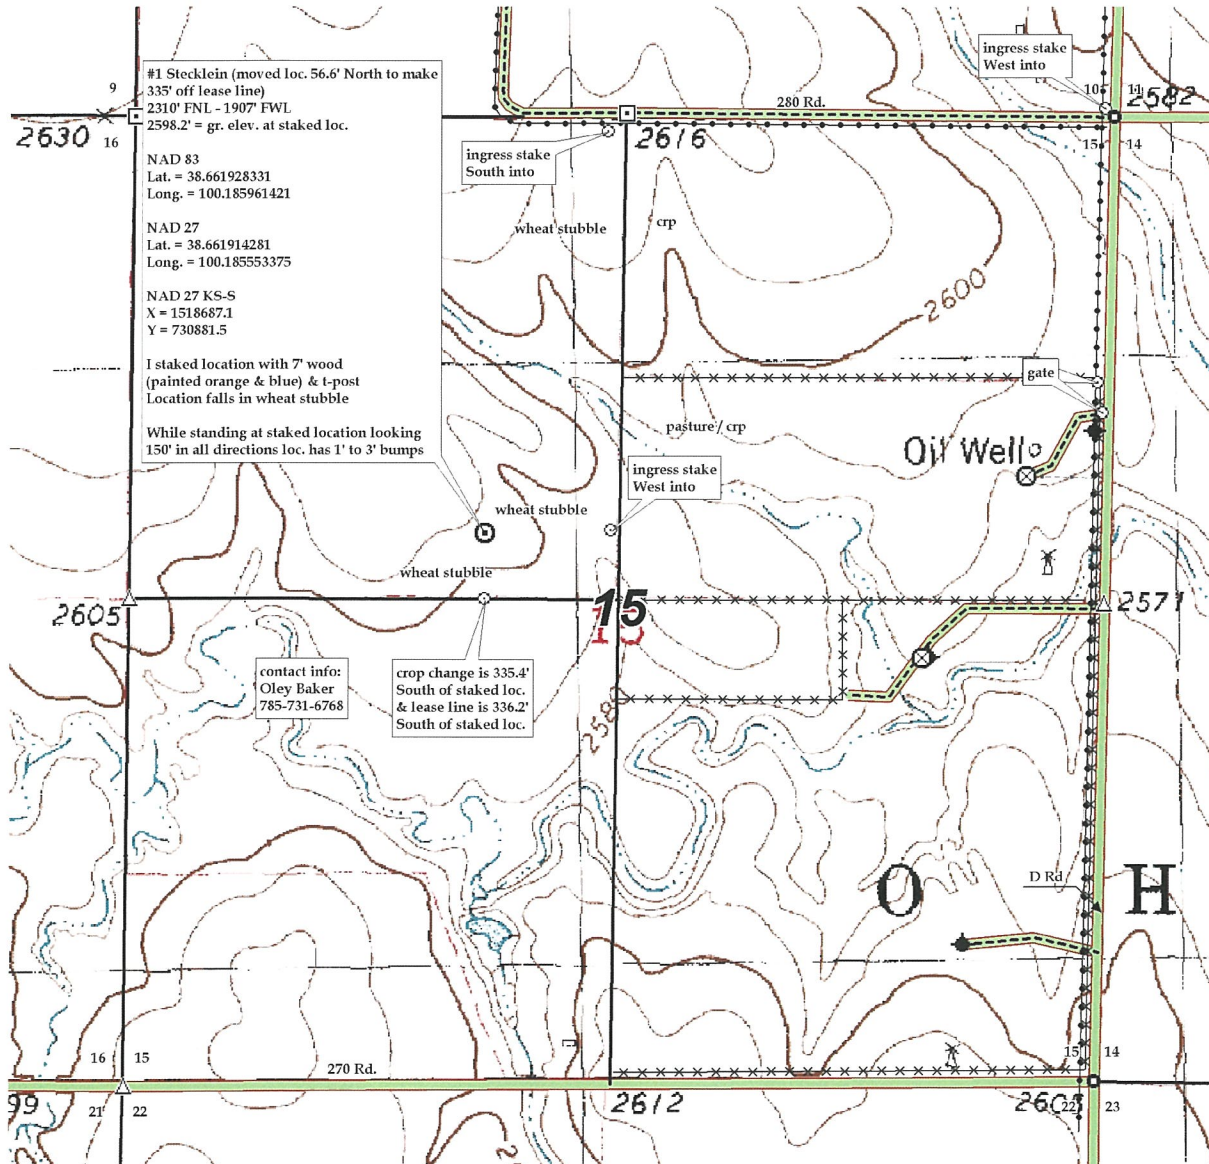 ingress stake
West into
#1 Stecklein (moved loc. 56.6' North to make
335' off lease line)
2310' FNL - 1907' FWL
2598.2' = gr. elev. at staked loc.
NAD 83
Lat. = 38.661928331
Long. = 100.185961421
NAD 27
Lat. = 38.661914281
Long. = 100.185553375
NAD 27 KS-S
X = 1518687.1
Y = 730881.5
I staked location with 7' wood
(painted orange & blue) & t-post
Location falls in wheat stubble
While standing at staked location looking
150' in all directions loc. has 1' to 3' bumps
9
10
11
2582
280 Rd.
2630
16
2616
15
14
ingress stake
South into
wheat stubble
crp
2600
gate
pasture / crp
Oil Well
ingress stake
West into
wheat stubble
wheat stubble
2605
15
15
2571
contact info:
Oley Baker
785-731-6768
crop change is 335.4'
South of staked loc.
& lease line is 336.2'
South of staked loc.
258
D Rd
O
H
16
15
270 Rd.
15
14
99
21
22
2612
2605
22
23
2